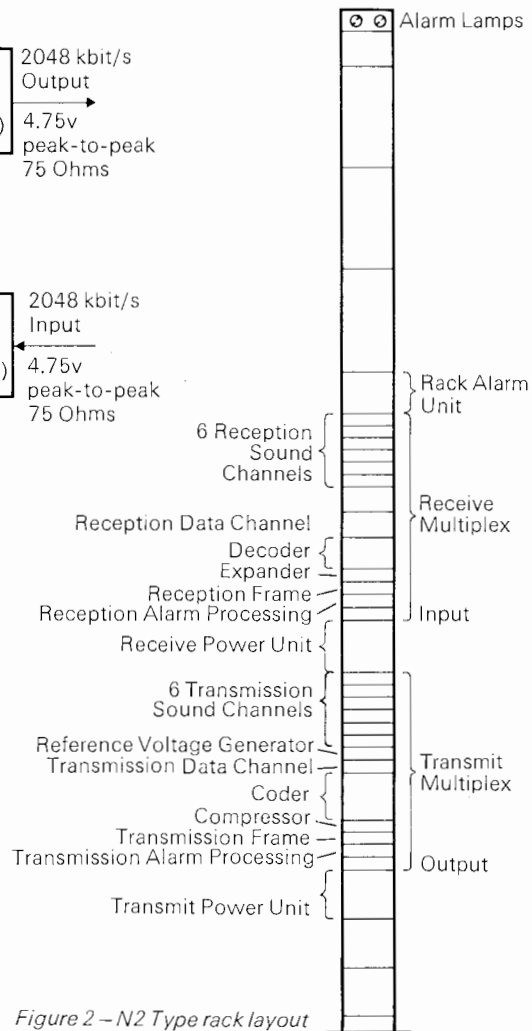 Alarm Lamps
2048 kbit/s
Output
)
4.75v
peak-to-peak
75 Ohms
2048 kbit/s
Input
)
4.75v
peak-to-peak
75 Ohms
Rack Alarm
Unit
6 Reception
Sound
Channels
Receive
Multiplex
Reception Data Channel
Decoder
Expander
Reception Frame
Reception Alarm Processing
Input
Receive Power Unit
6 Transmission
Sound Channels
Reference Voltage Generator
Transmission Data Channel
Transmit
Multiplex
Coder
Compressor
Transmission Frame
Transmission Alarm Processing
Output
Transmit Power Unit
Figure 2 – N2 Type rack layout